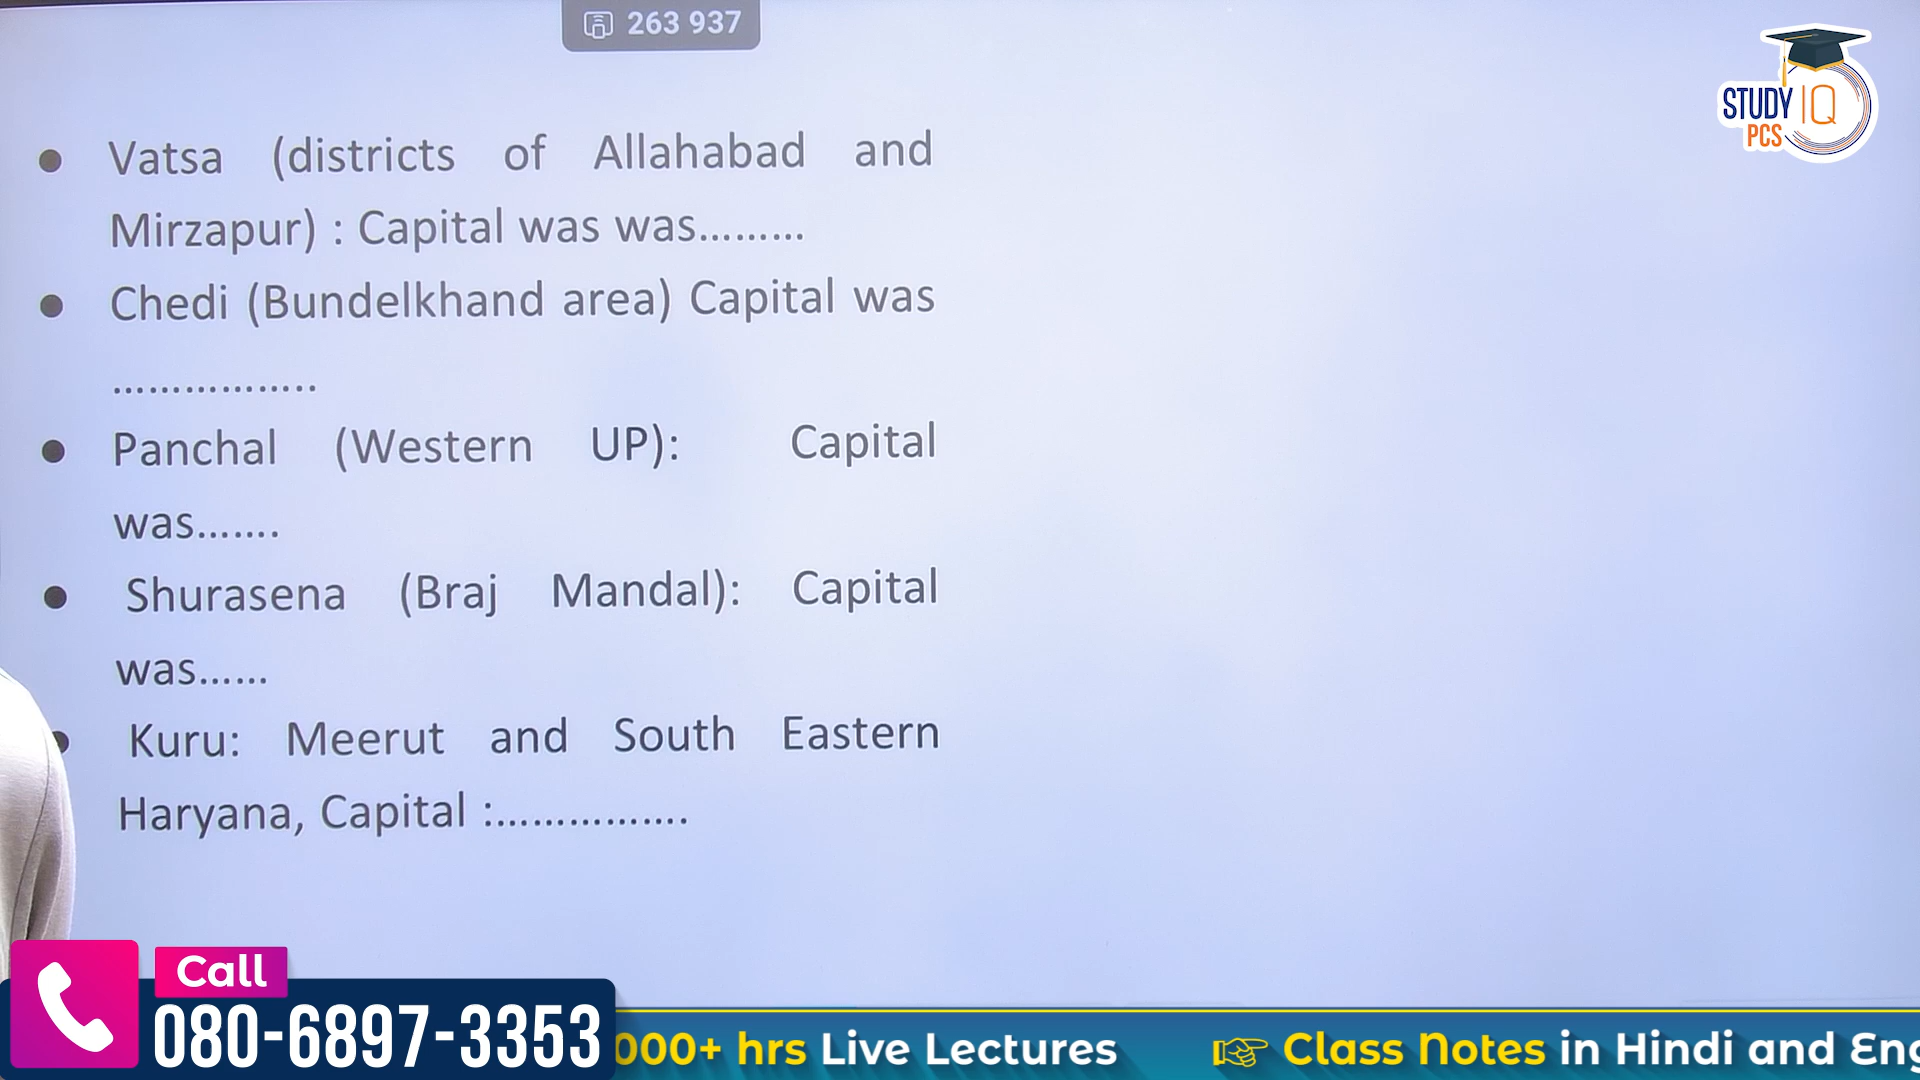 263 937
STUDY IQ
PCS
● Vatsa (districts of Allahabad and
Mirzapur) : Capital was was.........
● Chedi (Bundelkhand area) Capital was
..................
● Panchal (Western UP): Capital
was.......
● Shurasena (Braj Mandal): Capital
was......
● Kuru: Meerut and South Eastern
Haryana, Capital :................
Call
080-6897-3353
000+ hrs Live Lectures
Class Notes in Hindi and Eng